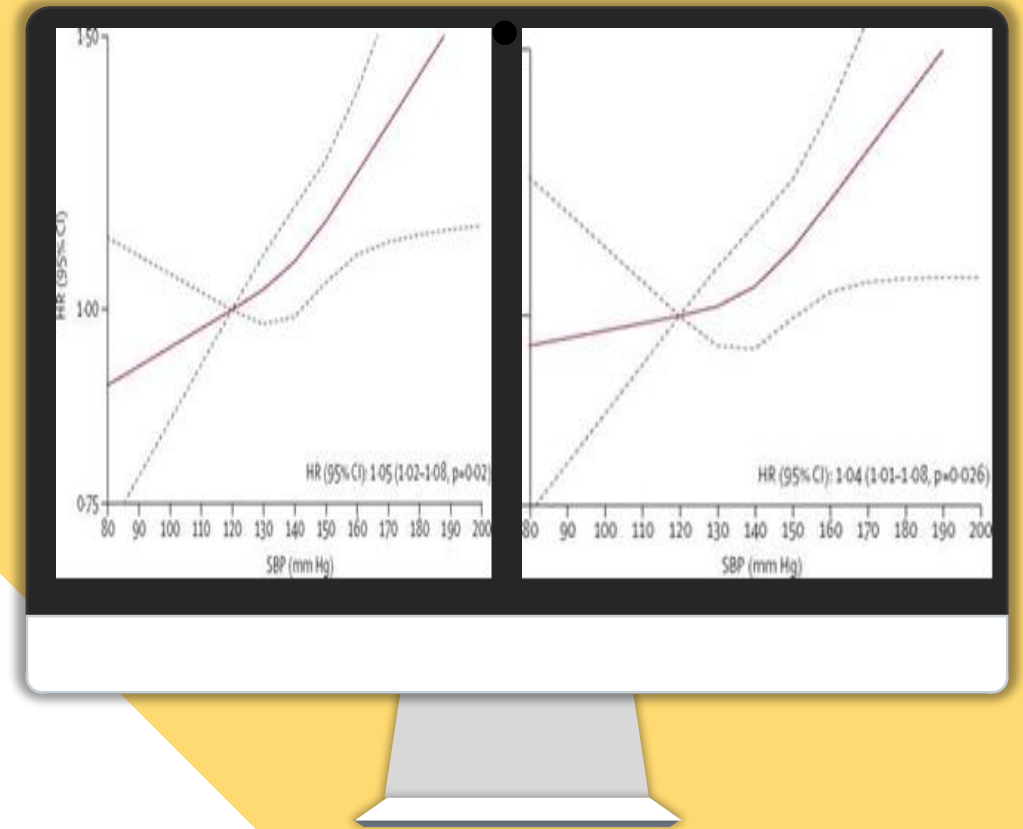 1·50
HR (95% CI)
1·00
0·75
80 90 100 110 120 130 140 150 160 170 180 190 200
SBP (mm Hg)
HR (95% CI): 1·05 (1·02–1·08, p=0·02)
80 90 100 110 120 130 140 150 160 170 180 190 200
SBP (mm Hg)
HR (95% CI): 1·04 (1·01–1·08, p=0·026)